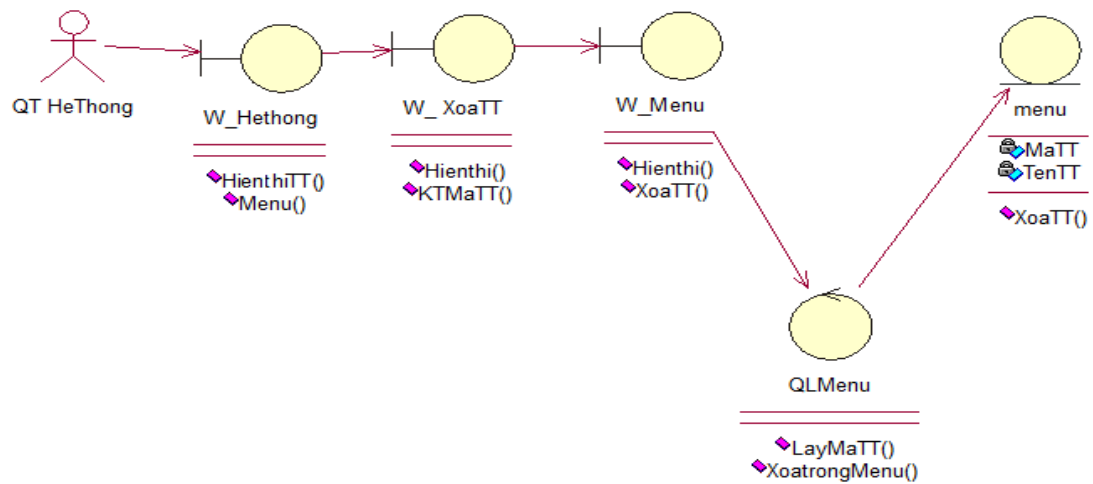 QT HeThong
W_Hethong
HienthiTT()
Menu()
W_ XoaTT
Hienthi()
KTMaTT()
W_Menu
Hienthi()
XoaTT()
menu
MaTT
TenTT
XoaTT()
QLMenu
LayMaTT()
XoatrongMenu()